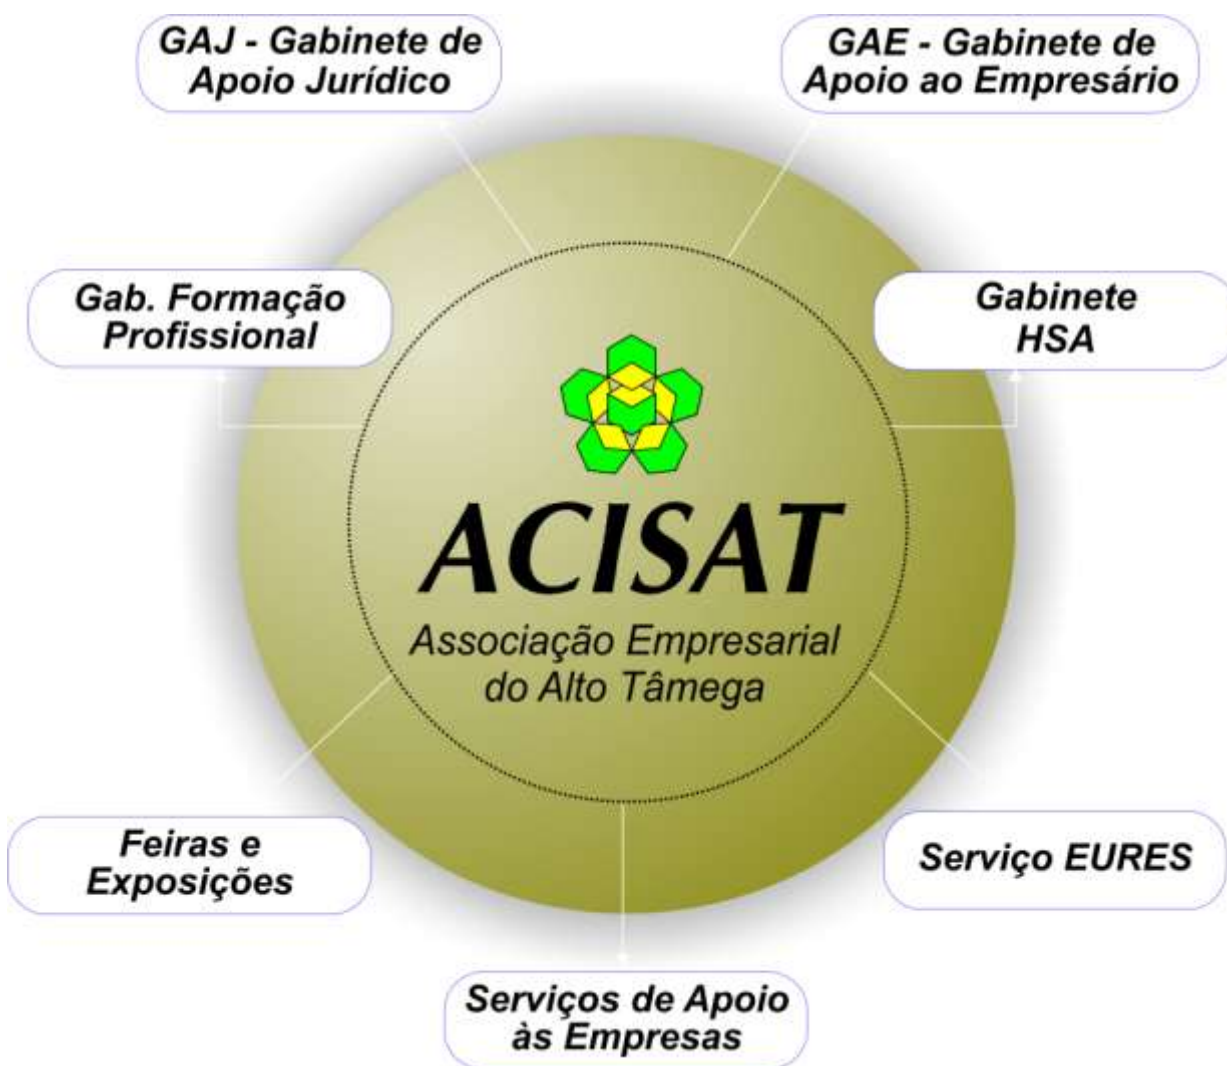 GAJ - Gabinete de
Apoio Jurídico
GAE - Gabinete de
Apoio ao Empresário
Gab. Formação
Profissional
Gabinete
HSA
ACISAT
Associação Empresarial
do Alto Tâmega
Feiras e
Exposições
Serviço EURES
Serviços de Apoio
às Empresas